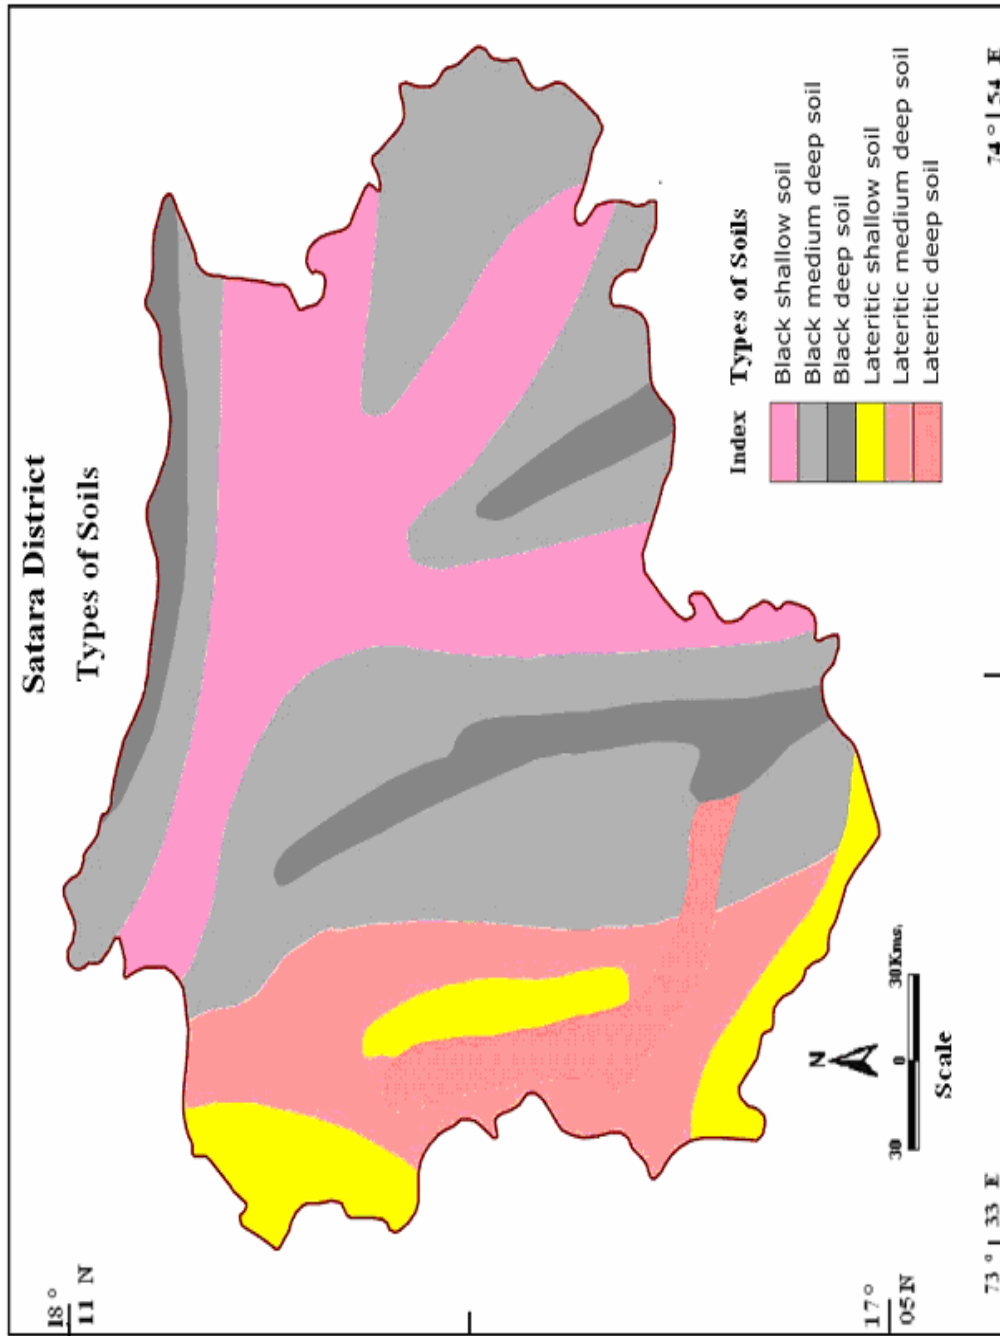 Satara District
Types of Soils
18°
11 N
17°
05 N
73° 33 E
74° 54 E
N
30 0 30Kms.
Scale
Index Types of Soils
Black shallow soil
Black medium deep soil
Black deep soil
Lateritic shallow soil
Lateritic medium deep soil
Lateritic deep soil